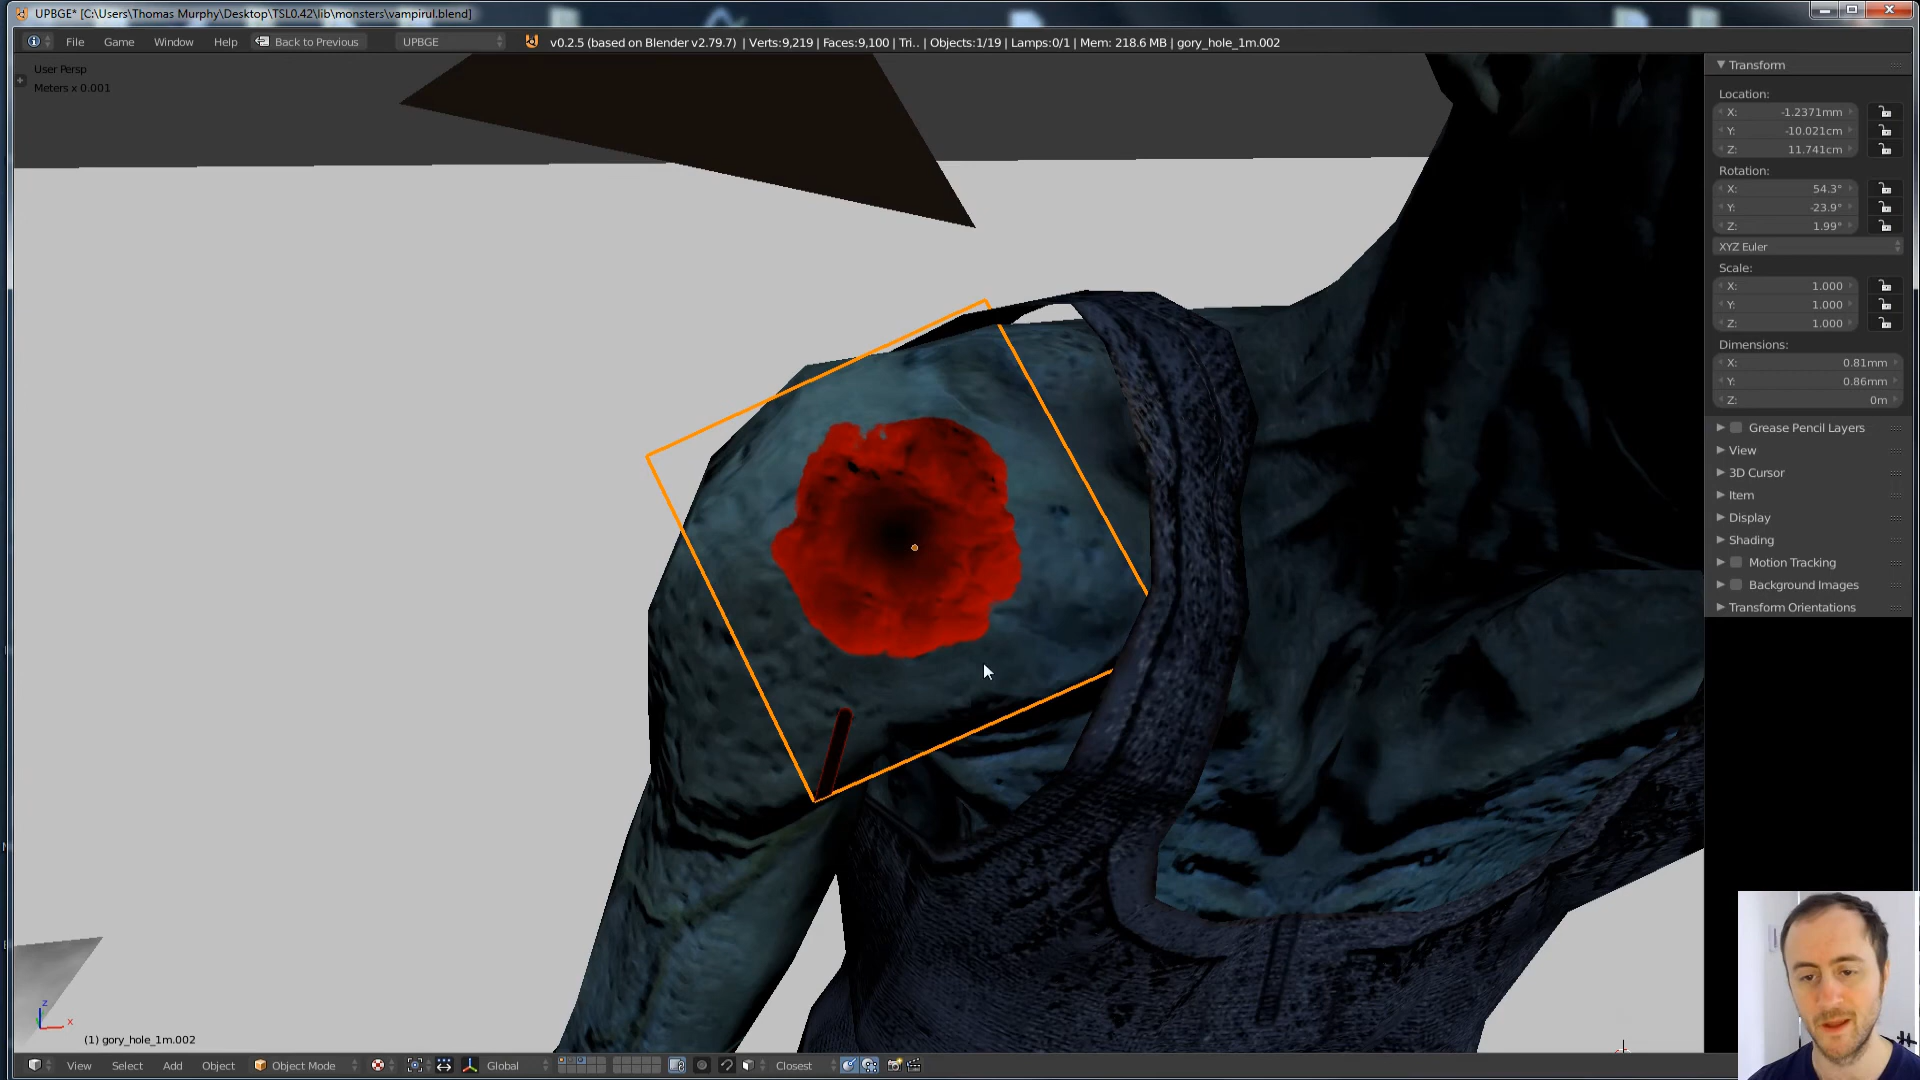 UPBGE* [C:\Users\Thomas Murphy\Desktop\TSL0.42\lib\monsters\vampirul.blend]
File Game Window Help Back to Previous UPBGE v0.2.5 (based on Blender v2.79.7) | Verts:9,219 | Faces:9,100 | Tri.. | Objects:1/19 | Lamps:0/1 | Mem: 218.6 MB | gory_hole_1m.002
User Persp
Meters x 0.001
Transform
Location:
X: -1.2371mm
Y: -10.021cm
Z: 11.741cm
Rotation:
X: 54.3°
Y: -23.9°
Z: 1.99°
XYZ Euler
Scale:
X: 1.000
Y: 1.000
Z: 1.000
Dimensions:
X: 0.81mm
Y: 0.86mm
Z: 0m
Grease Pencil Layers
View
3D Cursor
Item
Display
Shading
Motion Tracking
Background Images
Transform Orientations
z
x
(1) gory_hole_1m.002
View Select Add Object Object Mode Global Closest